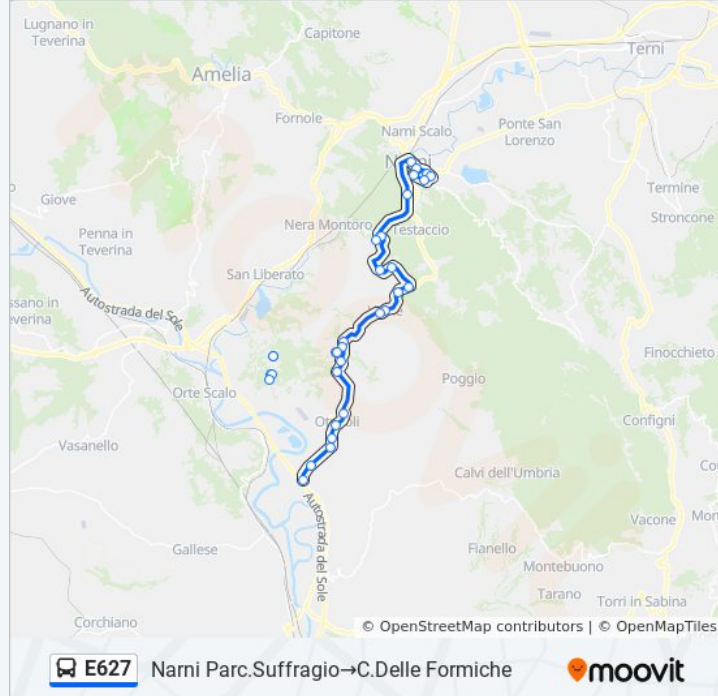 Lugnano in
Teverina
Capitone
Terni
Amelia
Fornole
Narni Scalo
Ponte San
Lorenzo
Giove
Termine
Stroncone
Penna in
Teverina
Nera Montoro
Testaccio
San Liberato
Autostrada del Sole
Orte Scalo
Finocchieto
Poggio
Configni
Vasanello
Calvi dell'Umbria
Autostrada del Sole
Vacone
Gallese
Fianello
Montebuono
Tarano
Torri in Sabina
Corchiano
© OpenStreetMap contributors | © OpenMapTiles
E627 Narni Parc.Suffragio→C.Delle Formiche moovit